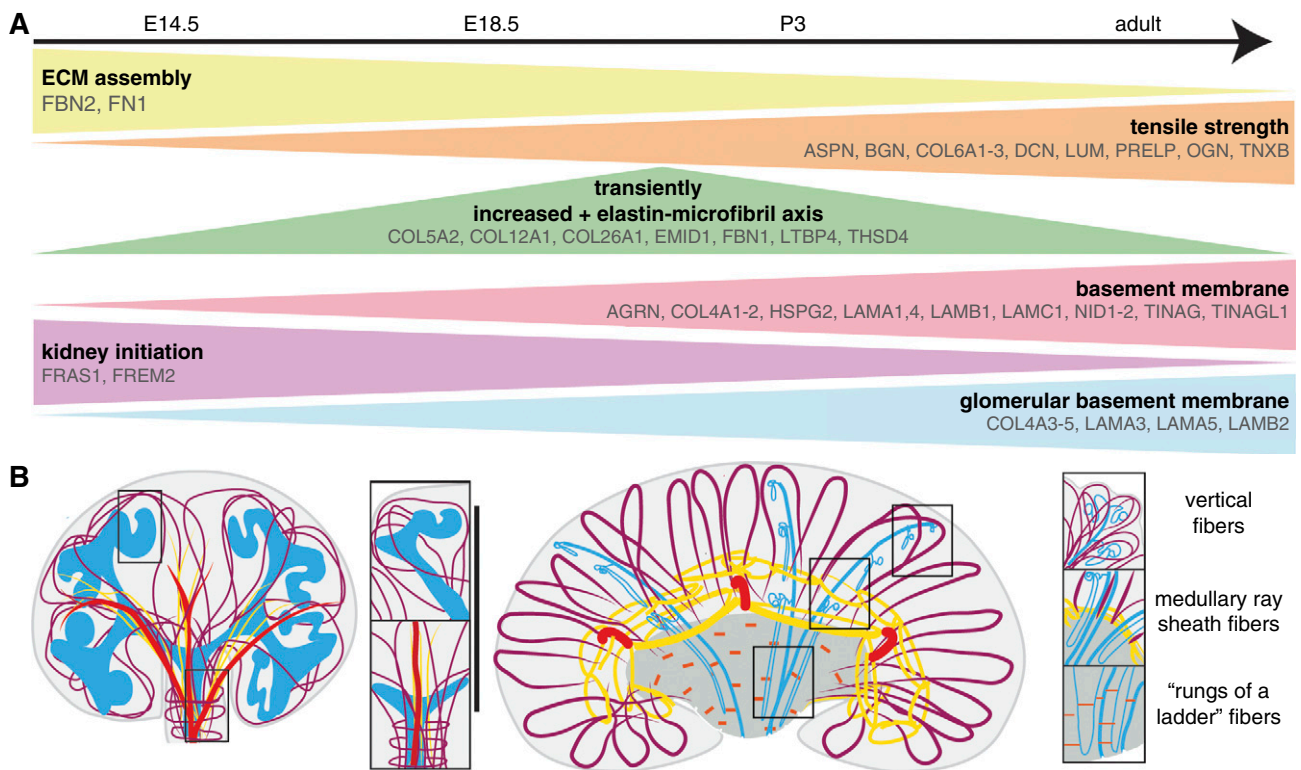 A
E14.5 E18.5 P3 adult
ECM assembly
FBN2, FN1
tensile strength
ASPN, BGN, COL6A1-3, DCN, LUM, PRELP, OGN, TNXB
transiently
increased + elastin-microfibril axis
COL5A2, COL12A1, COL26A1, EMID1, FBN1, LTBP4, THSD4
basement membrane
AGRN, COL4A1-2, HSPG2, LAMA1,4, LAMB1, LAMC1, NID1-2, TINAG, TINAGL1
kidney initiation
FRAS1, FREM2
glomerular basement membrane
COL4A3-5, LAMA3, LAMA5, LAMB2
B
vertical
fibers
medullary ray
sheath fibers
“rungs of a
ladder” fibers